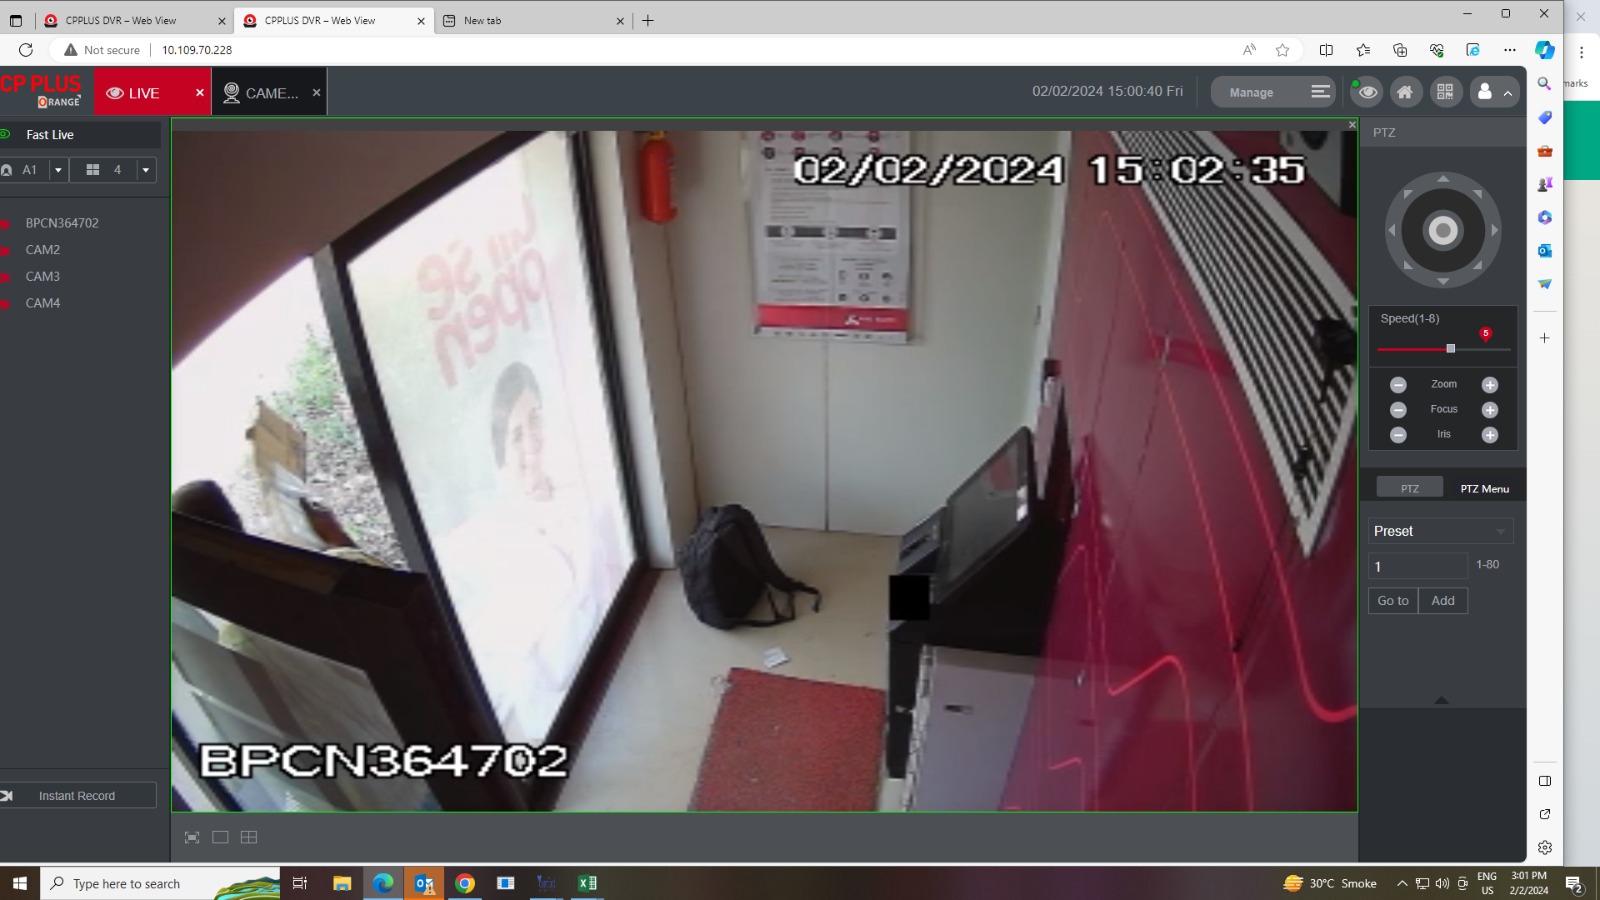 CPPLUS DVR – Web View
CPPLUS DVR – Web View
New tab
Not secure
10.109.70.228
CP PLUS
ORANGE
LIVE
CAME...
02/02/2024 15:00:40 Fri
Manage
marks
Fast Live
A1
4
BPCN364702
CAM2
CAM3
CAM4
02/02/2024 15:02:35
use
open
BPCN364702
PTZ
Speed(1-8)
5
Zoom
Focus
Iris
PTZ
PTZ Menu
Preset
1
1-80
Go to
Add
Instant Record
Type here to search
30°C Smoke
ENG
US
3:01 PM
2/2/2024
2